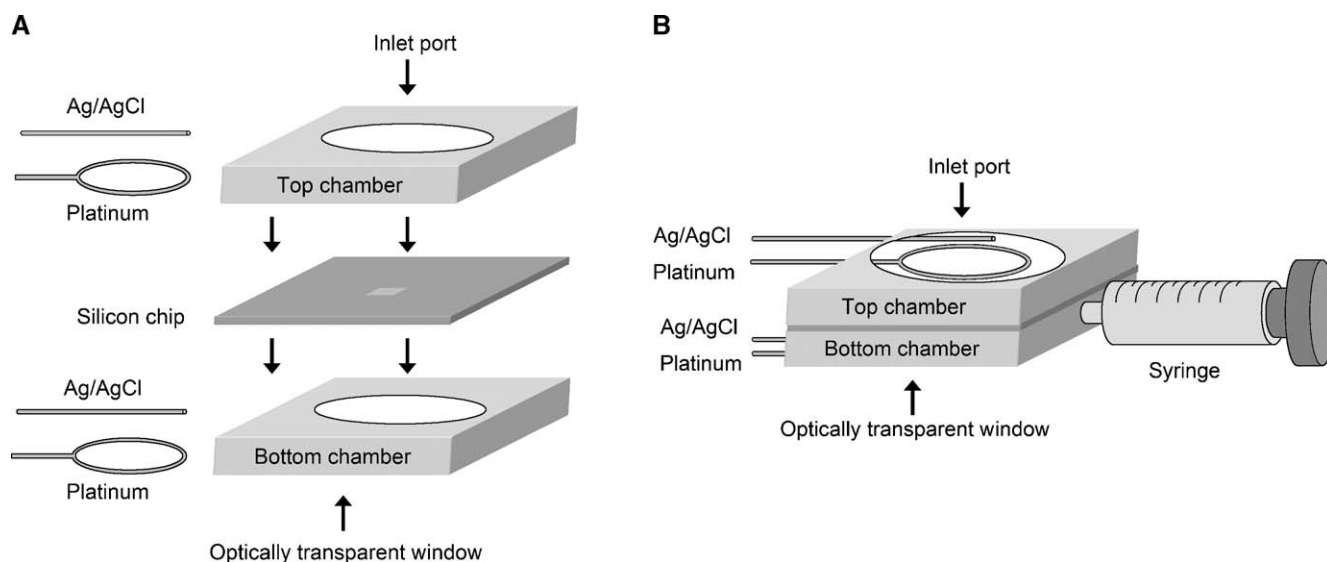 A
Inlet port
Ag/AgCl
Top chamber
Platinum
Silicon chip
Ag/AgCl
Bottom chamber
Platinum
Optically transparent window
B
Inlet port
Ag/AgCl
Platinum
Top chamber
Ag/AgCl
Bottom chamber
Platinum
Syringe
Optically transparent window